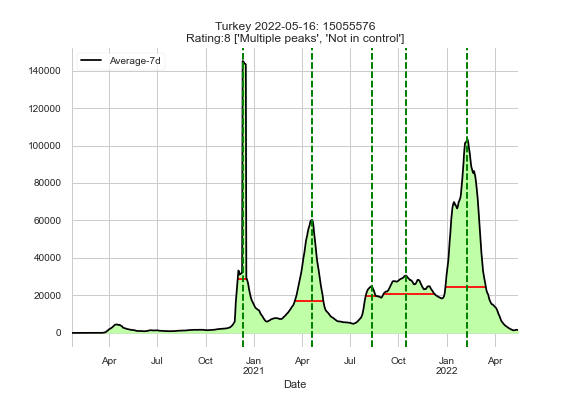 Turkey 2022-05-16: 15055576
Rating:8 ['Multiple peaks', 'Not in control']
Average-7d
140000
120000
100000
80000
60000
40000
20000
0
Apr Jul Oct Jan Apr Jul Oct Jan Apr
2021 2022
Date